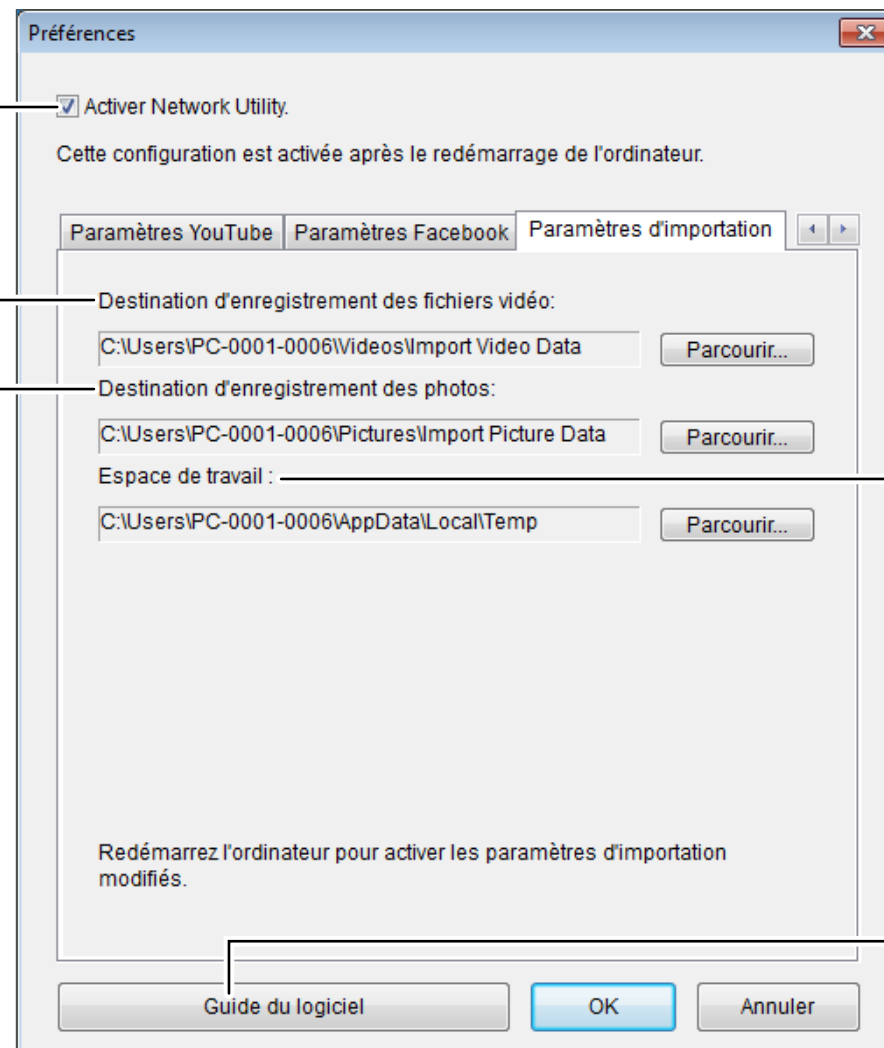 Préférences
Activer Network Utility.
Cette configuration est activée après le redémarrage de l'ordinateur.
Paramètres YouTube
Paramètres Facebook
Paramètres d'importation
Destination d'enregistrement des fichiers vidéo:
C:\Users\PC-0001-0006\Videos\Import Video Data
Parcourir...
Destination d'enregistrement des photos:
C:\Users\PC-0001-0006\Pictures\Import Picture Data
Parcourir...
Espace de travail :
C:\Users\PC-0001-0006\AppData\Local\Temp
Parcourir...
Redémarrez l'ordinateur pour activer les paramètres d'importation
modifiés.
Guide du logiciel
OK
Annuler